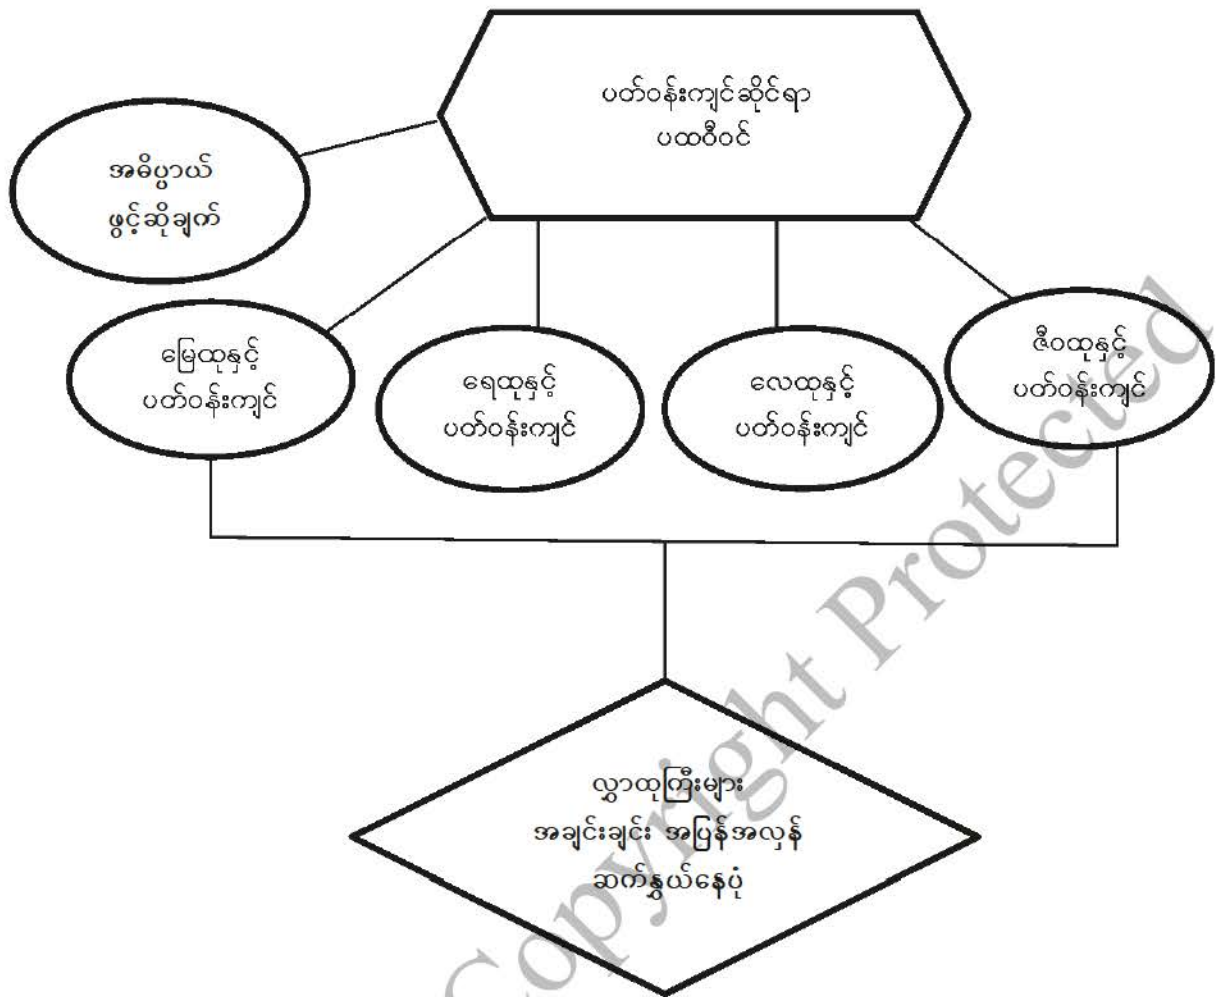 ပတ်ဝန်းကျင်ဆိုင်ရာ
ပထဝီဝင်
အဓိပ္ပာယ်
ဖွင့်ဆိုချက်
မြေထုနှင့်
ပတ်ဝန်းကျင်
ရေထုနှင့်
ပတ်ဝန်းကျင်
လေထုနှင့်
ပတ်ဝန်းကျင်
ဇီဝထုနှင့်
ပတ်ဝန်းကျင်
လွှာထုကြီးများ
အချင်းချင်း အပြန်အလှန်
ဆက်နွှယ်နေပုံ
Copyright Protected